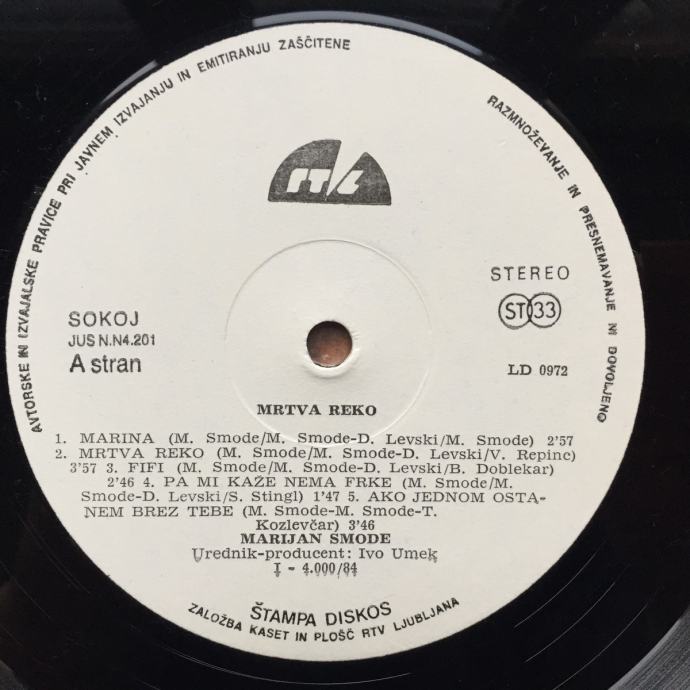 AVTORSKE IN IZVAJALSKE PRAVICE PRI JAVNEM IZVAJANJU IN EMITIRANJU ZAŠČITENE
RAZMNOŽEVANJE IN PRESNEMAVANJE NI DOVOLJENO
RTVL
STEREO
ST 33
SOKOJ
JUS N.N4.201
A stran
LD 0972
MRTVA REKO
1. MARINA (M. Smode/M. Smode-D. Levski/M. Smode) 2'57
2. MRTVA REKO (M. Smode/M. Smode-D. Levski/V. Repinc)
3'57 3. FIFI (M. Smode/M. Smode-D. Levski/B. Doblekar)
2'46 4. PA MI KAŽE NEMA FRKE (M. Smode/M.
Smode-D. Levski/S. Stingl) 1'47 5. AKO JEDNOM OSTA-
NEM BREZ TEBE (M. Smode-M. Smode-T.
Kozlevčar) 3'46
MARIJAN SMODE
Urednik-producent: Ivo Umek
I - 4.000/84
ŠTAMPA DISKOS
ZALOŽBA KASET IN PLOŠČ RTV LJUBLJANA